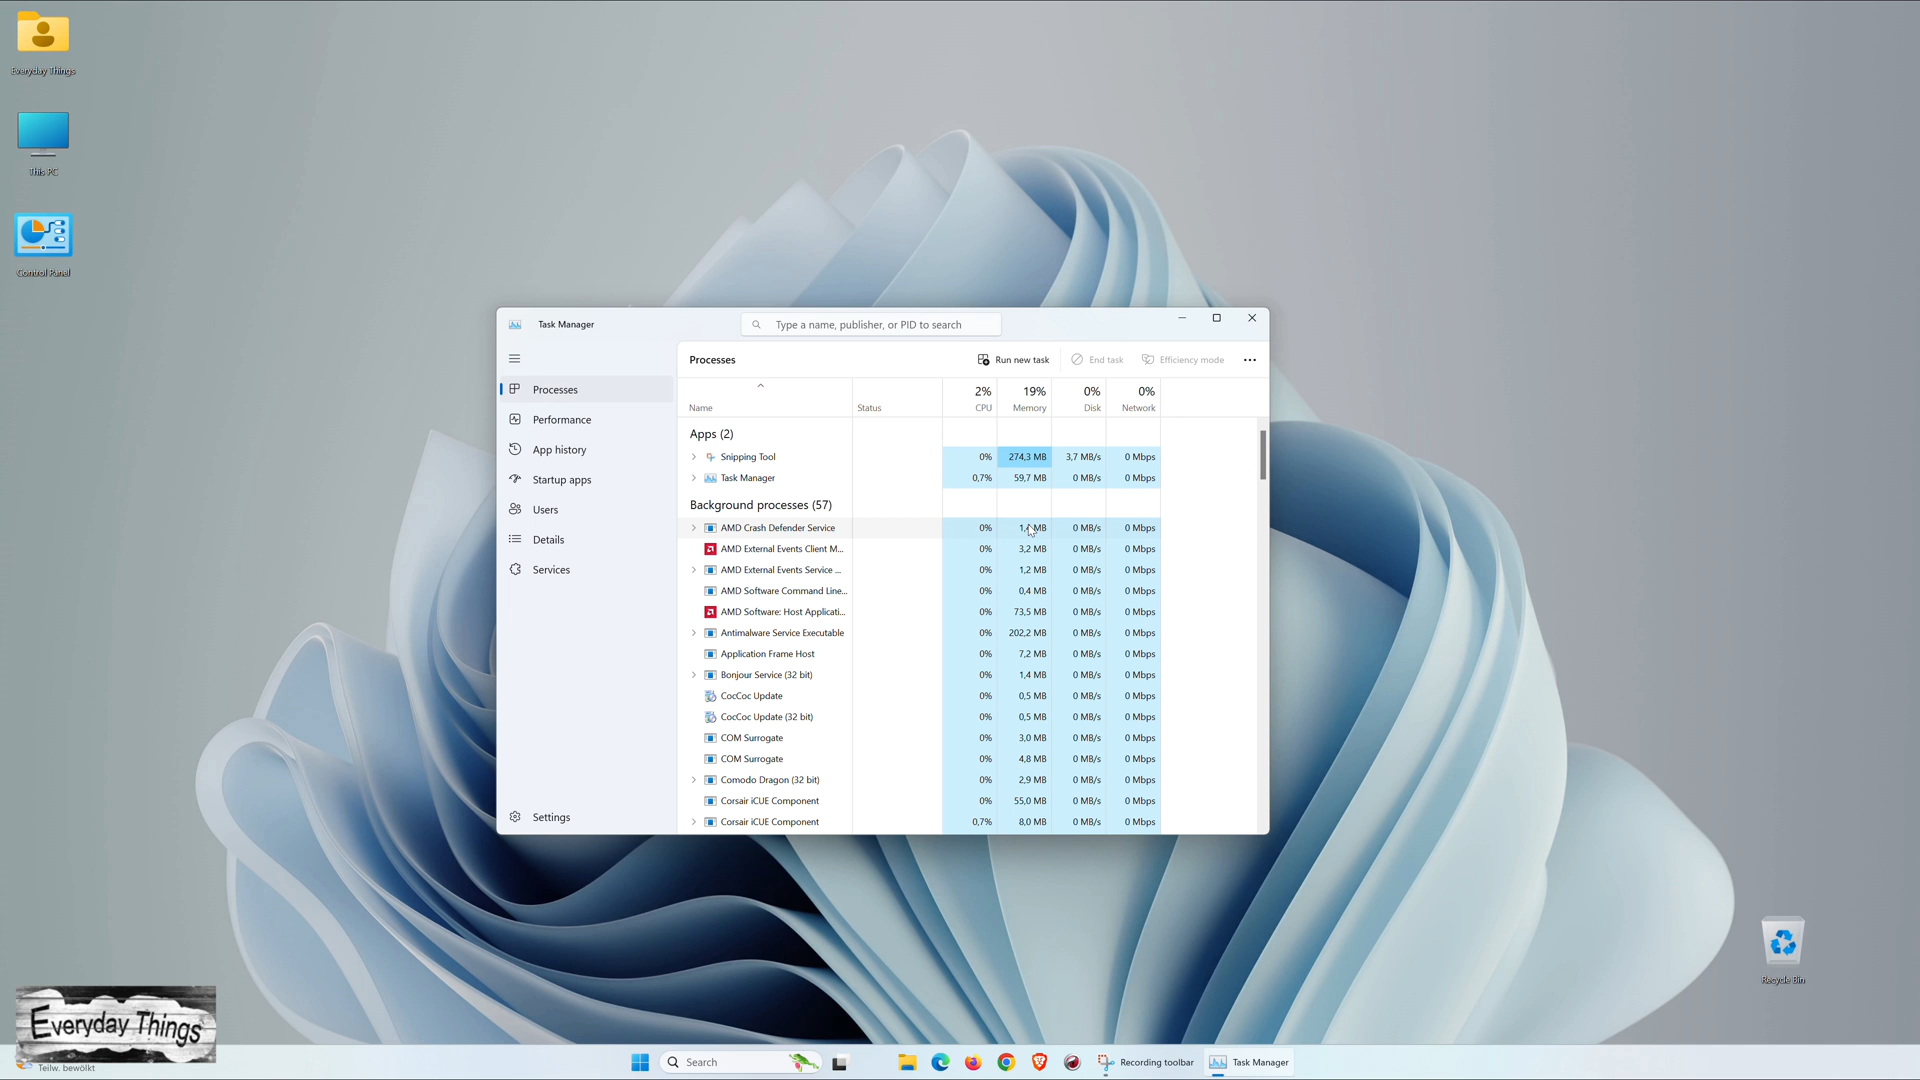 Everyday Things
This PC
Control Panel
Task Manager
Type a name, publisher, or PID to search
Processes
Performance
App history
Startup apps
Users
Details
Services
Settings
Processes
Run new task
End task
Efficiency mode
Name Status 2% CPU 19% Memory 0% Disk 0% Network
Apps (2)
Snipping Tool 0% 274,3 MB 3,7 MB/s 0 Mbps
Task Manager 0,7% 59,7 MB 0 MB/s 0 Mbps
Background processes (57)
AMD Crash Defender Service 0% MB 0 MB/s 0 Mbps
AMD External Events Client M... 0% 3,2 MB 0 MB/s 0 Mbps
AMD External Events Service ... 0% 1,2 MB 0 MB/s 0 Mbps
AMD Software Command Line... 0% 0,4 MB 0 MB/s 0 Mbps
AMD Software: Host Applicati... 0% 73,5 MB 0 MB/s 0 Mbps
Antimalware Service Executable 0% 202,2 MB 0 MB/s 0 Mbps
Application Frame Host 0% 7,2 MB 0 MB/s 0 Mbps
Bonjour Service (32 bit) 0% 1,4 MB 0 MB/s 0 Mbps
CocCoc Update 0% 0,5 MB 0 MB/s 0 Mbps
CocCoc Update (32 bit) 0% 0,5 MB 0 MB/s 0 Mbps
COM Surrogate 0% 3,0 MB 0 MB/s 0 Mbps
COM Surrogate 0% 4,8 MB 0 MB/s 0 Mbps
Comodo Dragon (32 bit) 0% 2,9 MB 0 MB/s 0 Mbps
Corsair iCUE Component 0% 55,0 MB 0 MB/s 0 Mbps
Corsair iCUE Component 0,7% 8,0 MB 0 MB/s 0 Mbps
Recycle Bin
Everyday Things
Teilw. bewölkt
Search
Recording toolbar
Task Manager